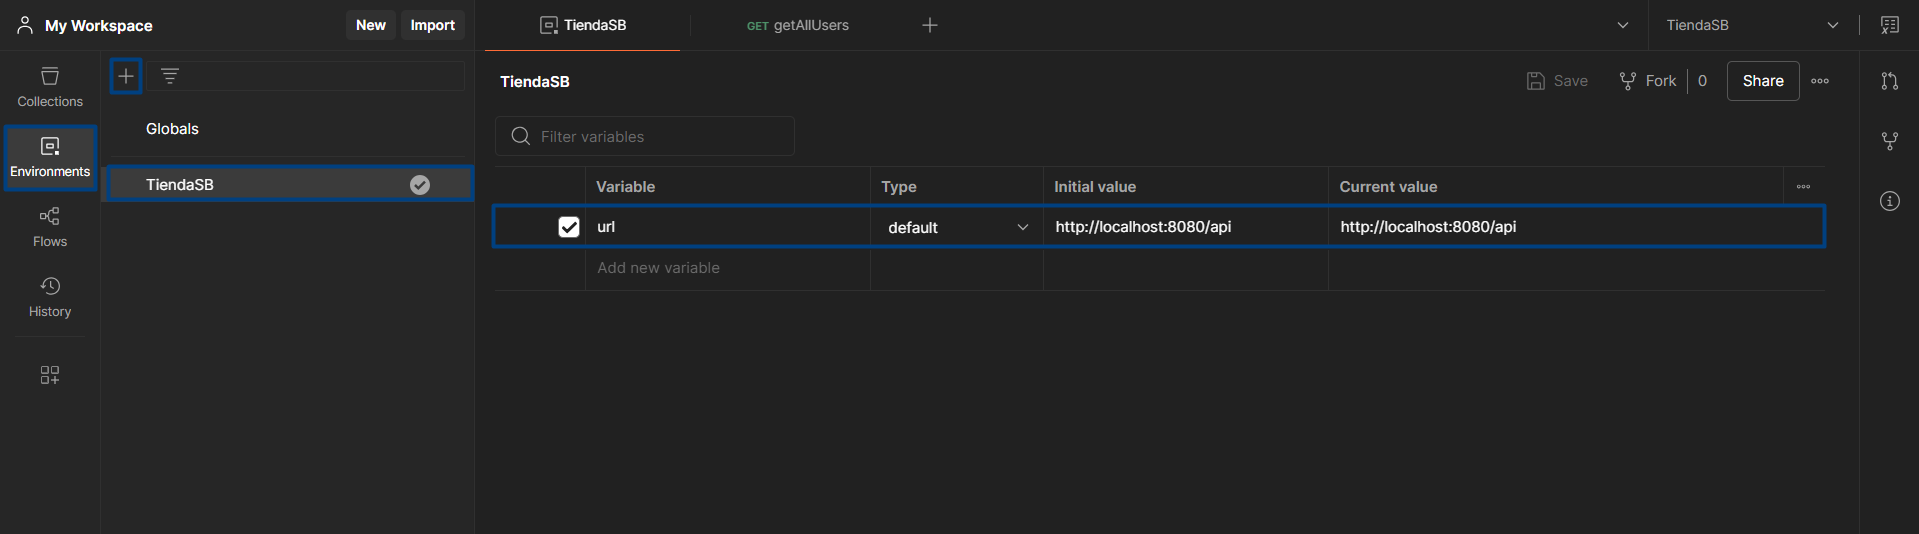 My Workspace
New
Import
TiendaSB
GET getAllUsers
TiendaSB
Collections
Environments
Flows
History
Globals
TiendaSB
TiendaSB
Save
Fork
0
Share
Filter variables
Variable
Type
Initial value
Current value
url
default
http://localhost:8080/api
http://localhost:8080/api
Add new variable